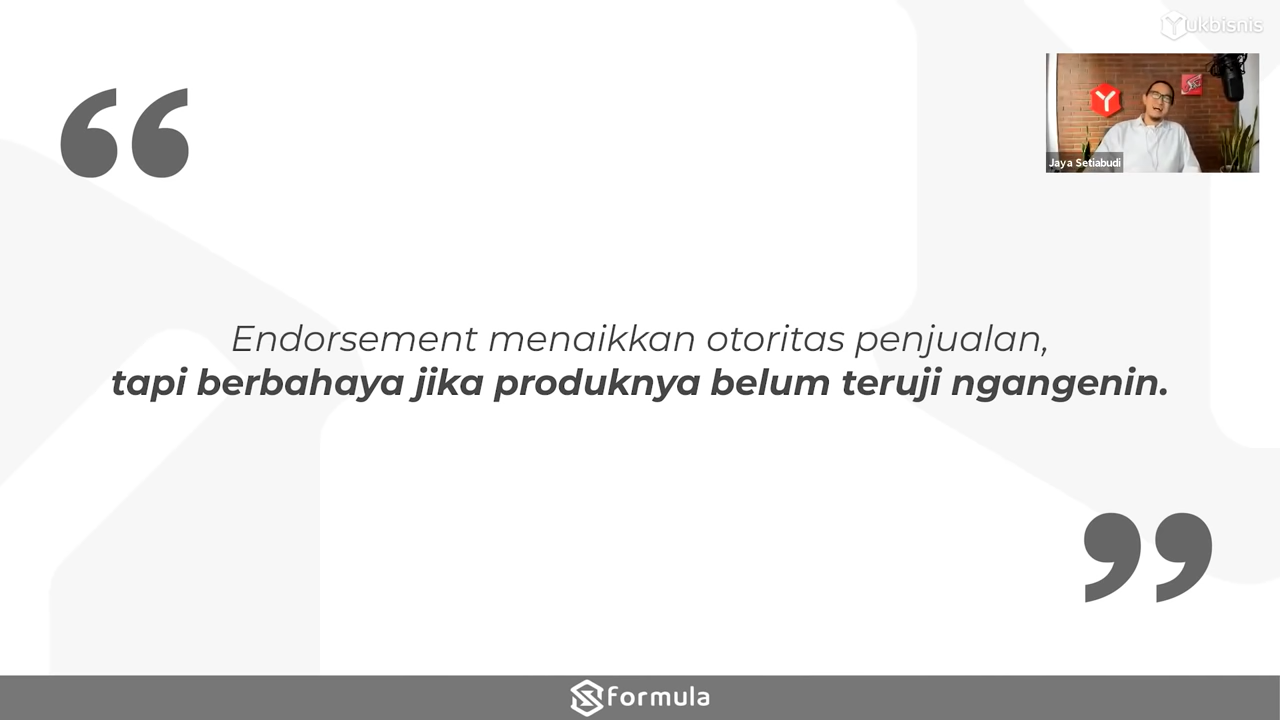 Yukbisnis
Jaya Setiabudi
Endorsement menaikkan otoritas penjualan,
tapi berbahaya jika produknya belum teruji ngangenin.
formula